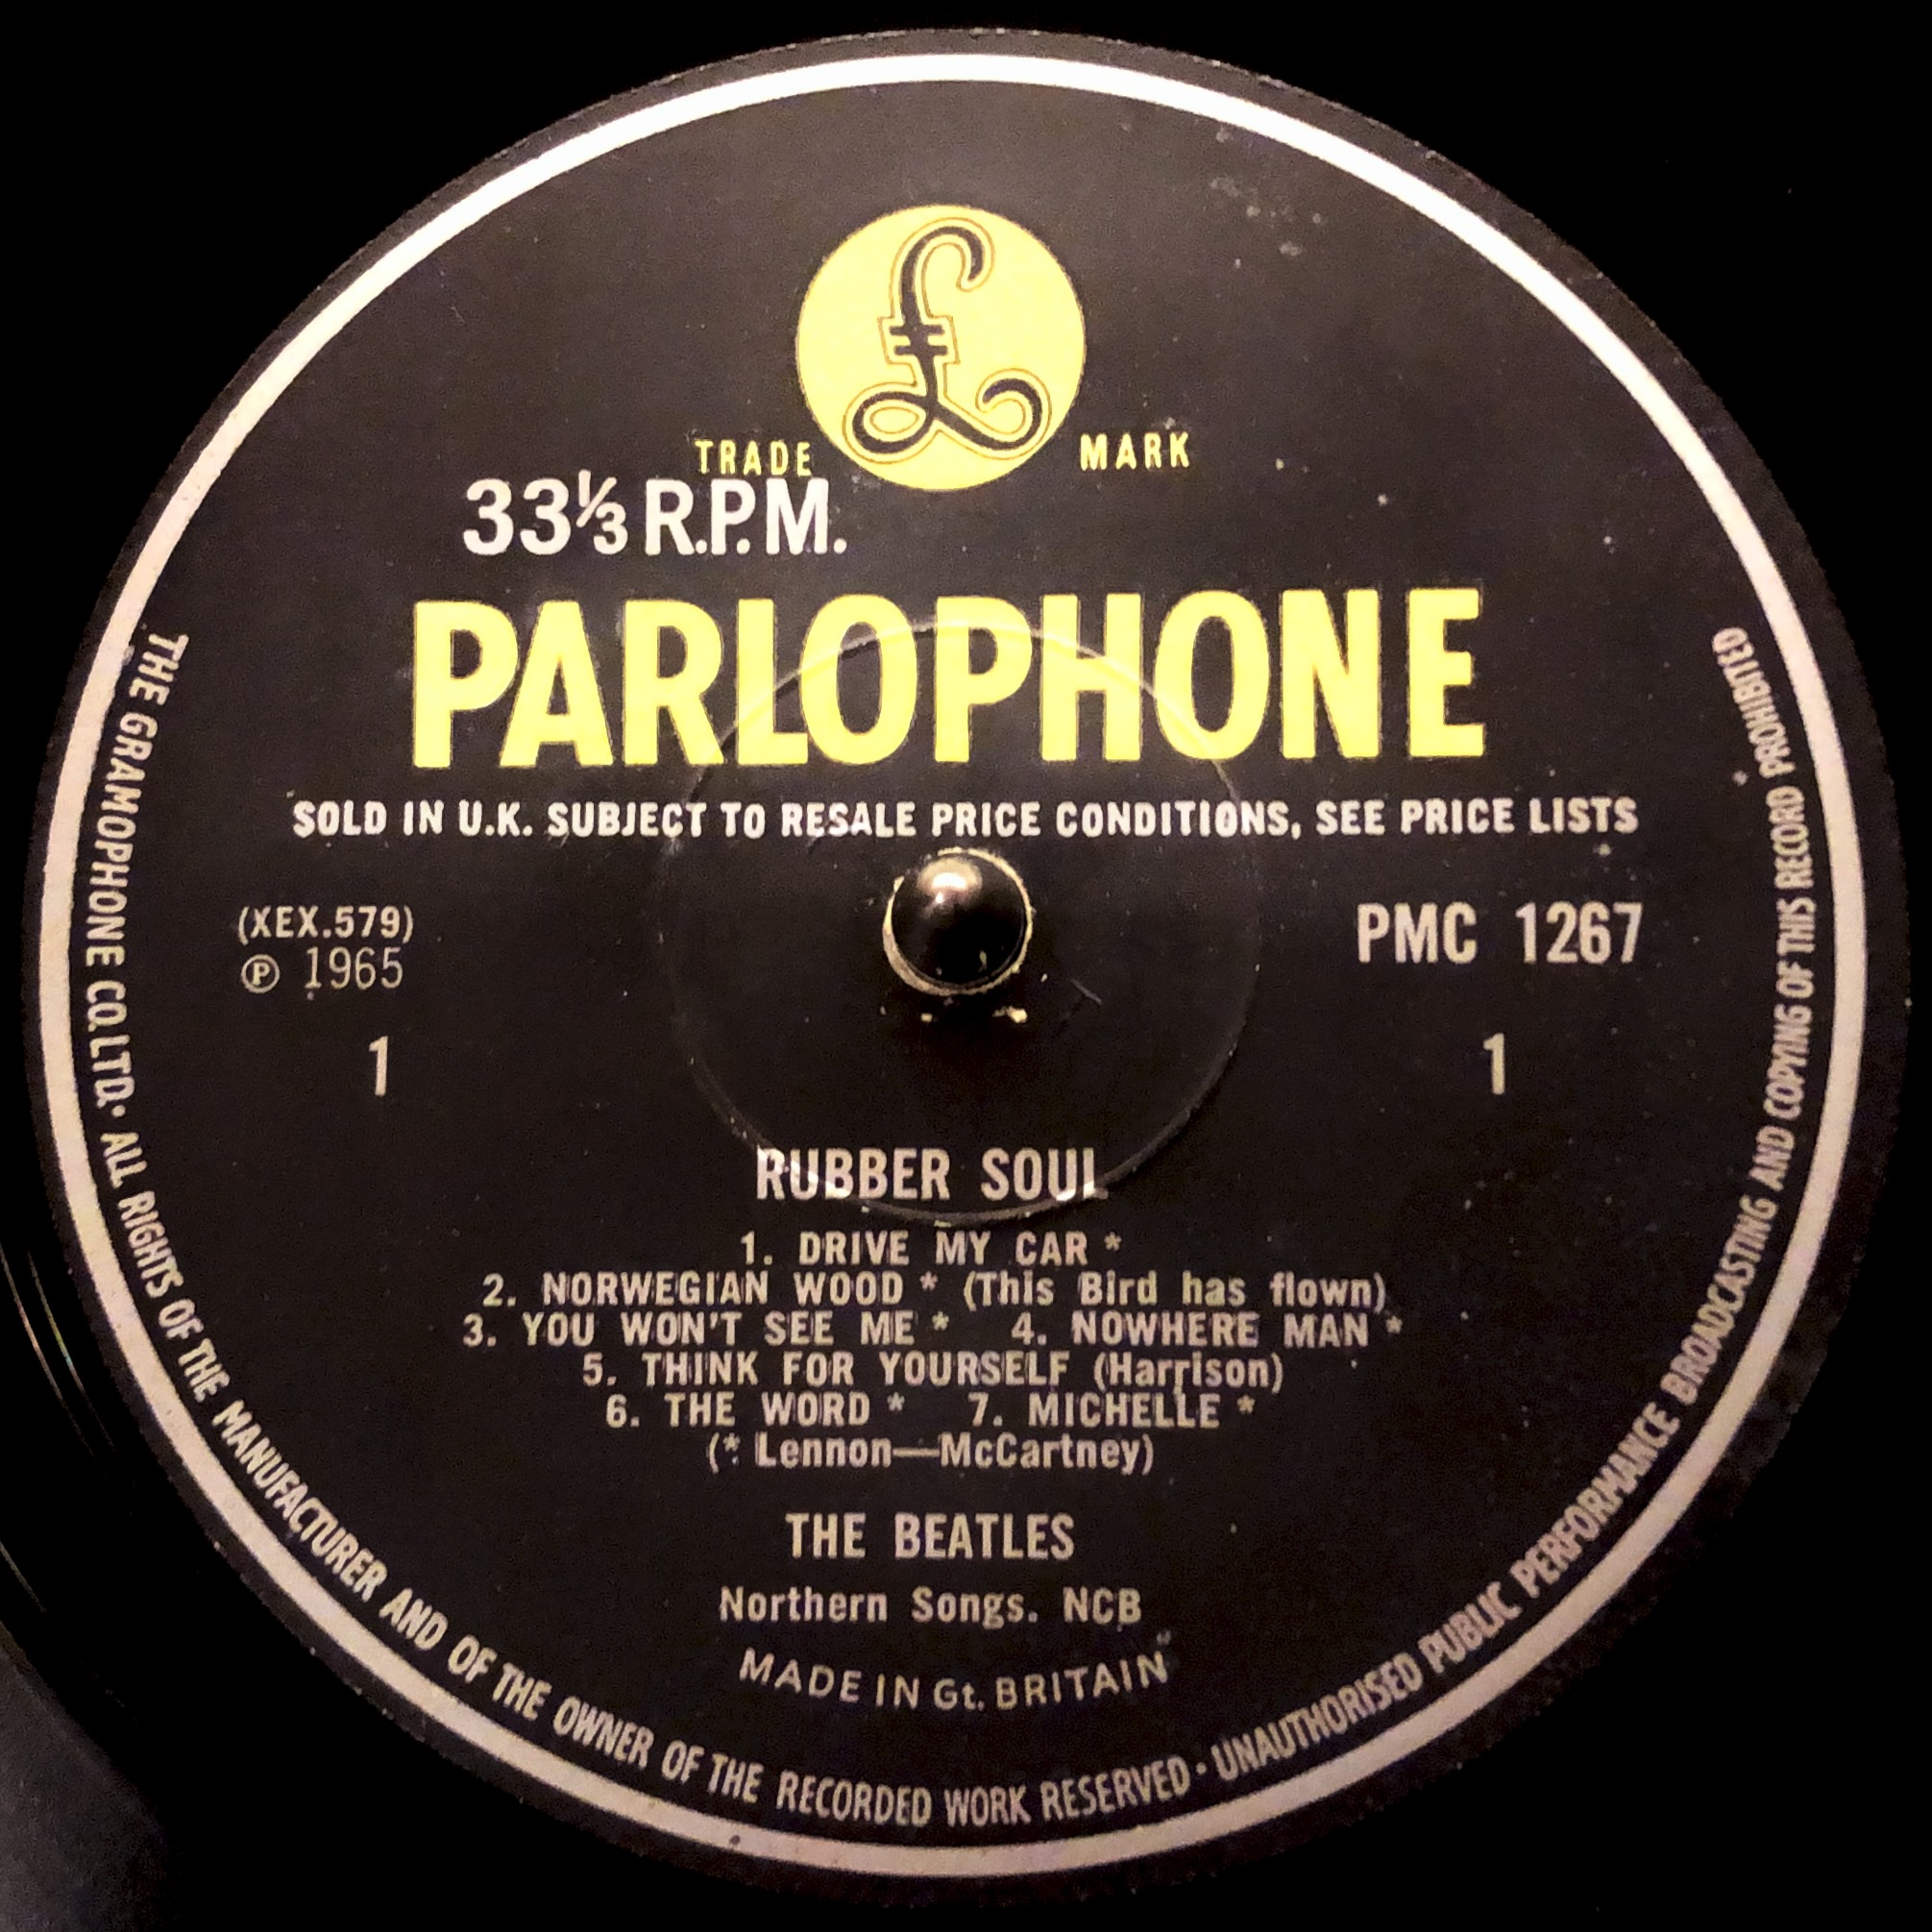 £
TRADE MARK
33⅓ R.P.M.
PARLOPHONE
SOLD IN U.K. SUBJECT TO RESALE PRICE CONDITIONS, SEE PRICE LISTS
(XEX.579)
℗ 1965
PMC 1267
1
1
RUBBER SOUL
1. DRIVE MY CAR *
2. NORWEGIAN WOOD * (This Bird has flown)
3. YOU WON'T SEE ME * 4. NOWHERE MAN *
5. THINK FOR YOURSELF (Harrison)
6. THE WORD * 7. MICHELLE *
(* Lennon—McCartney)
THE BEATLES
Northern Songs. NCB
MADE IN Gt. BRITAIN
THE GRAMOPHONE CO. LTD. • ALL RIGHTS OF THE MANUFACTURER AND OF THE OWNER OF THE RECORDED WORK RESERVED • UNAUTHORISED PUBLIC PERFORMANCE BROADCASTING AND COPYING OF THIS RECORD PROHIBITED